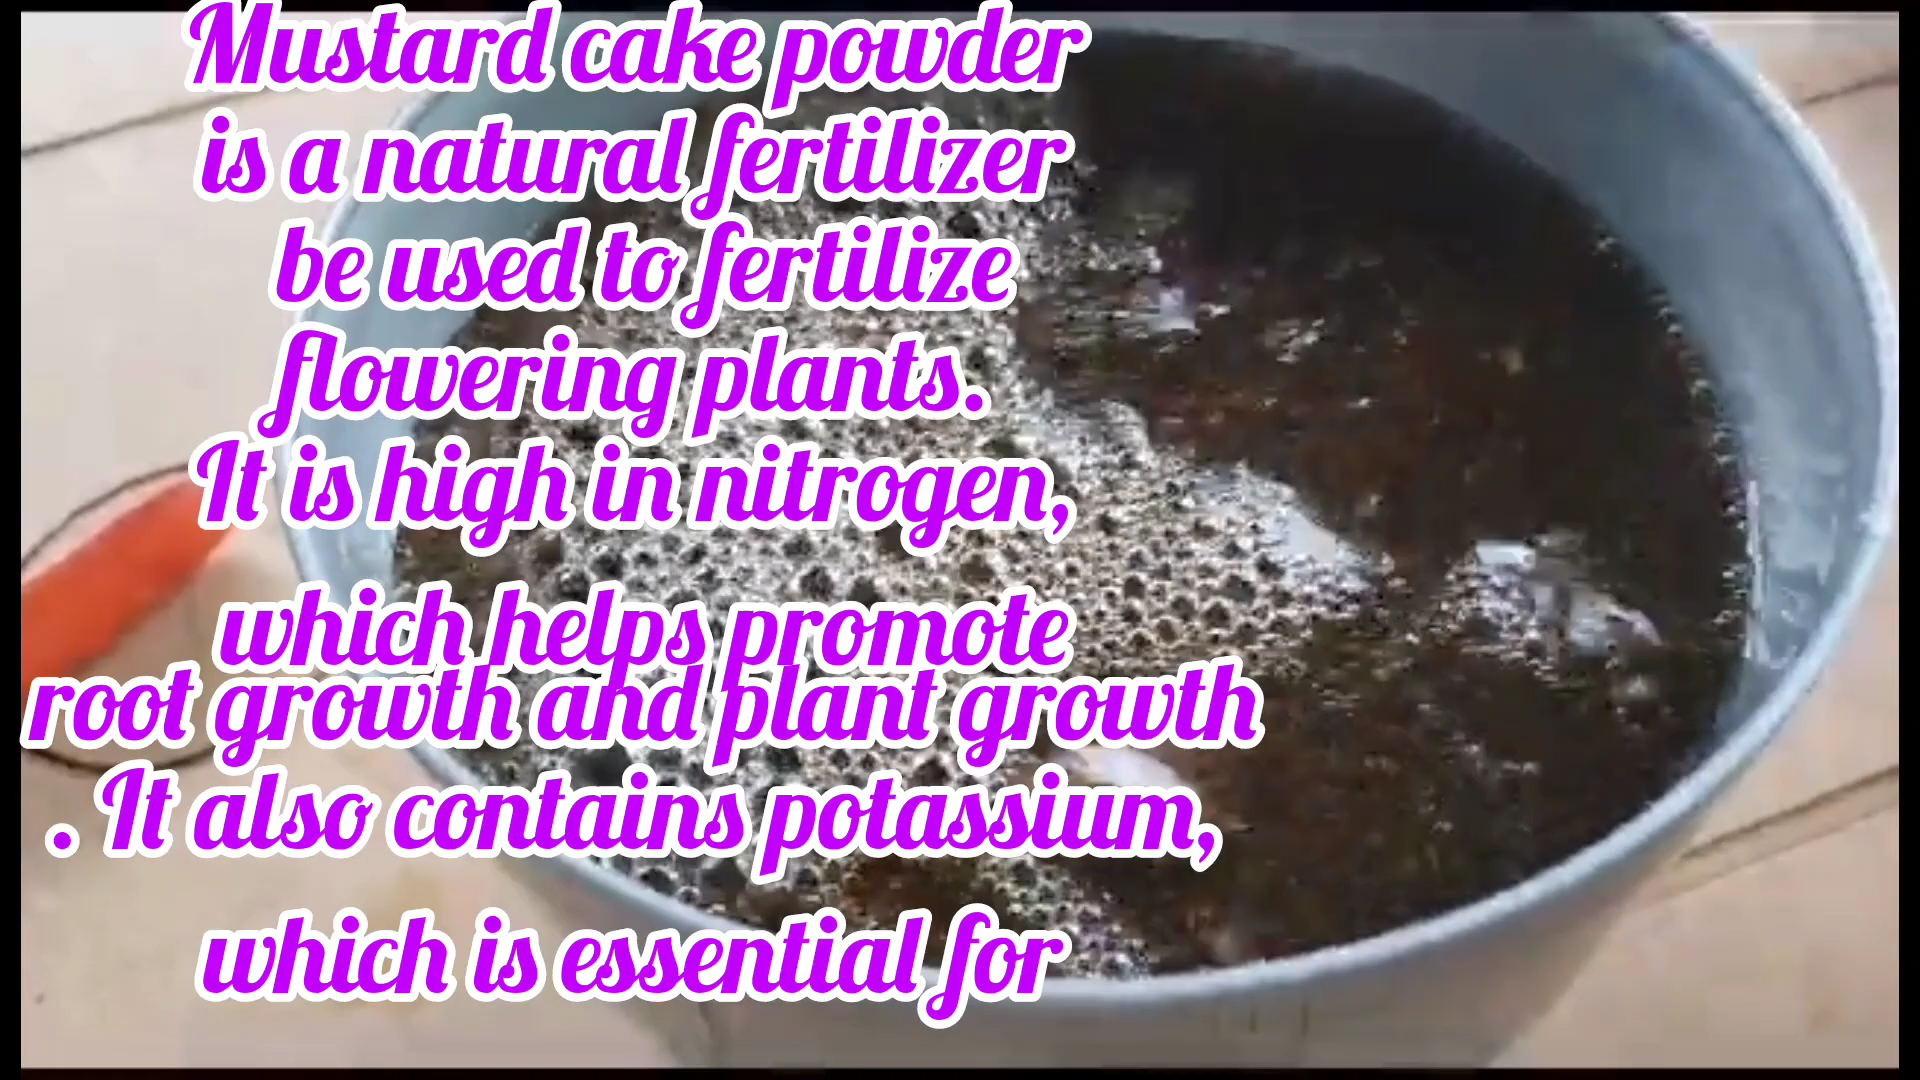 Mustard cake powder
is a natural fertilizer
be used to fertilize
flowering plants.
It is high in nitrogen,
which helps promote
root growth and plant growth
. It also contains potassium,
which is essential for